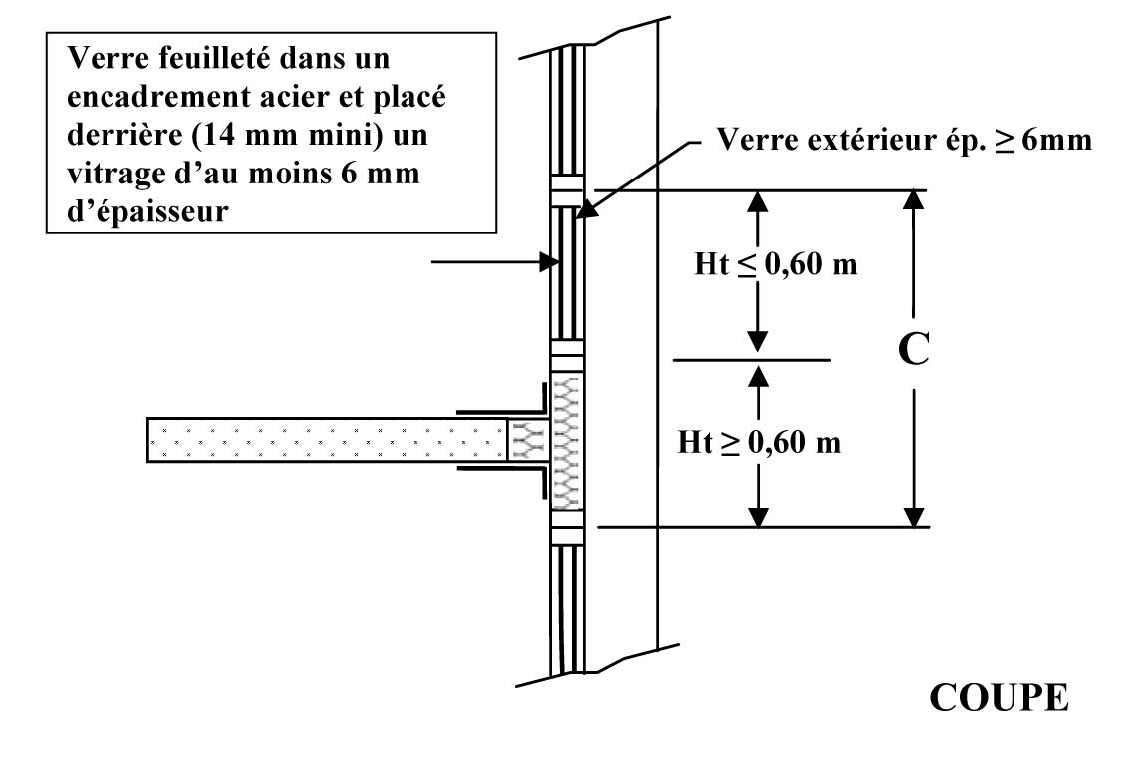 Verre feuilleté dans un
encadrement acier et placé
derrière (14 mm mini) un
vitrage d’au moins 6 mm
d’épaisseur
Verre extérieur ép. ≥ 6mm
Ht ≤ 0,60 m
C
Ht ≥ 0,60 m
COUPE